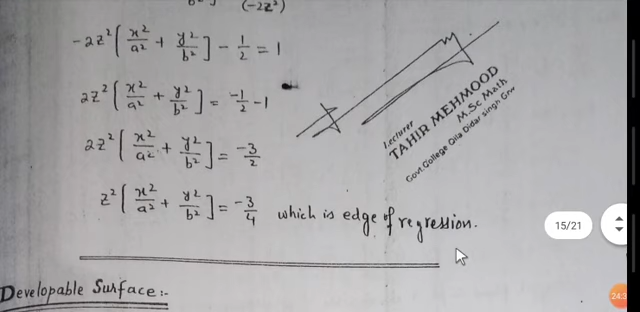 (-2z²)
-2z² [ x²/a² + y²/b² ] - 1/2 = 1
2z² [ x²/a² + y²/b² ] = -1/2 - 1
2z² [ x²/a² + y²/b² ] = -3/2
z² [ x²/a² + y²/b² ] = -3/4 which is edge of regression.
Lecturer
TAHIR MEHMOOD
M.Sc Math
Govt. College Qila Didar singh Grw
15/21
Developable Surface:-